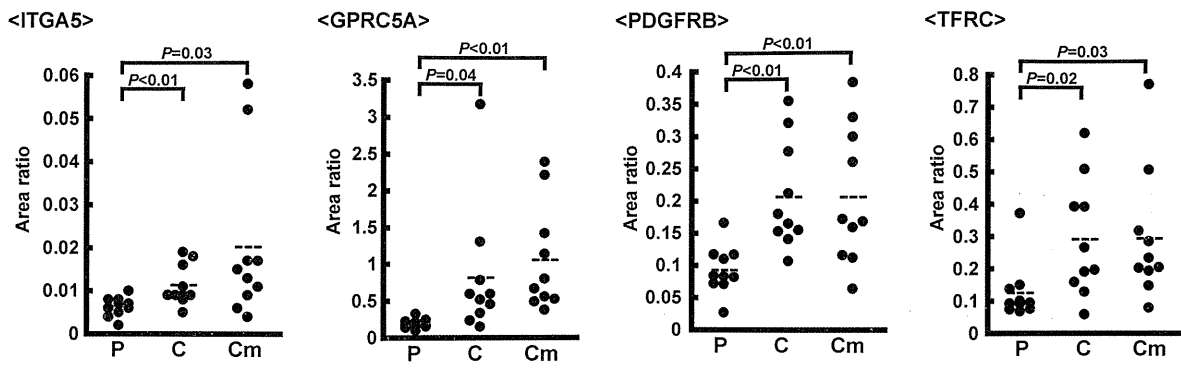 <ITGA5>
P=0.03
P<0.01
0.06
0.05
0.04
0.03
0.02
0.01
0
Area ratio
P C Cm
<GPRC5A>
P<0.01
P=0.04
3.5
3
2.5
2
1.5
1
0.5
0
Area ratio
P C Cm
<PDGFRB>
P<0.01
P<0.01
0.4
0.35
0.3
0.25
0.2
0.15
0.1
0.05
0
Area ratio
P C Cm
<TFRC>
P=0.03
P=0.02
0.8
0.7
0.6
0.5
0.4
0.3
0.2
0.1
0
Area ratio
P C Cm